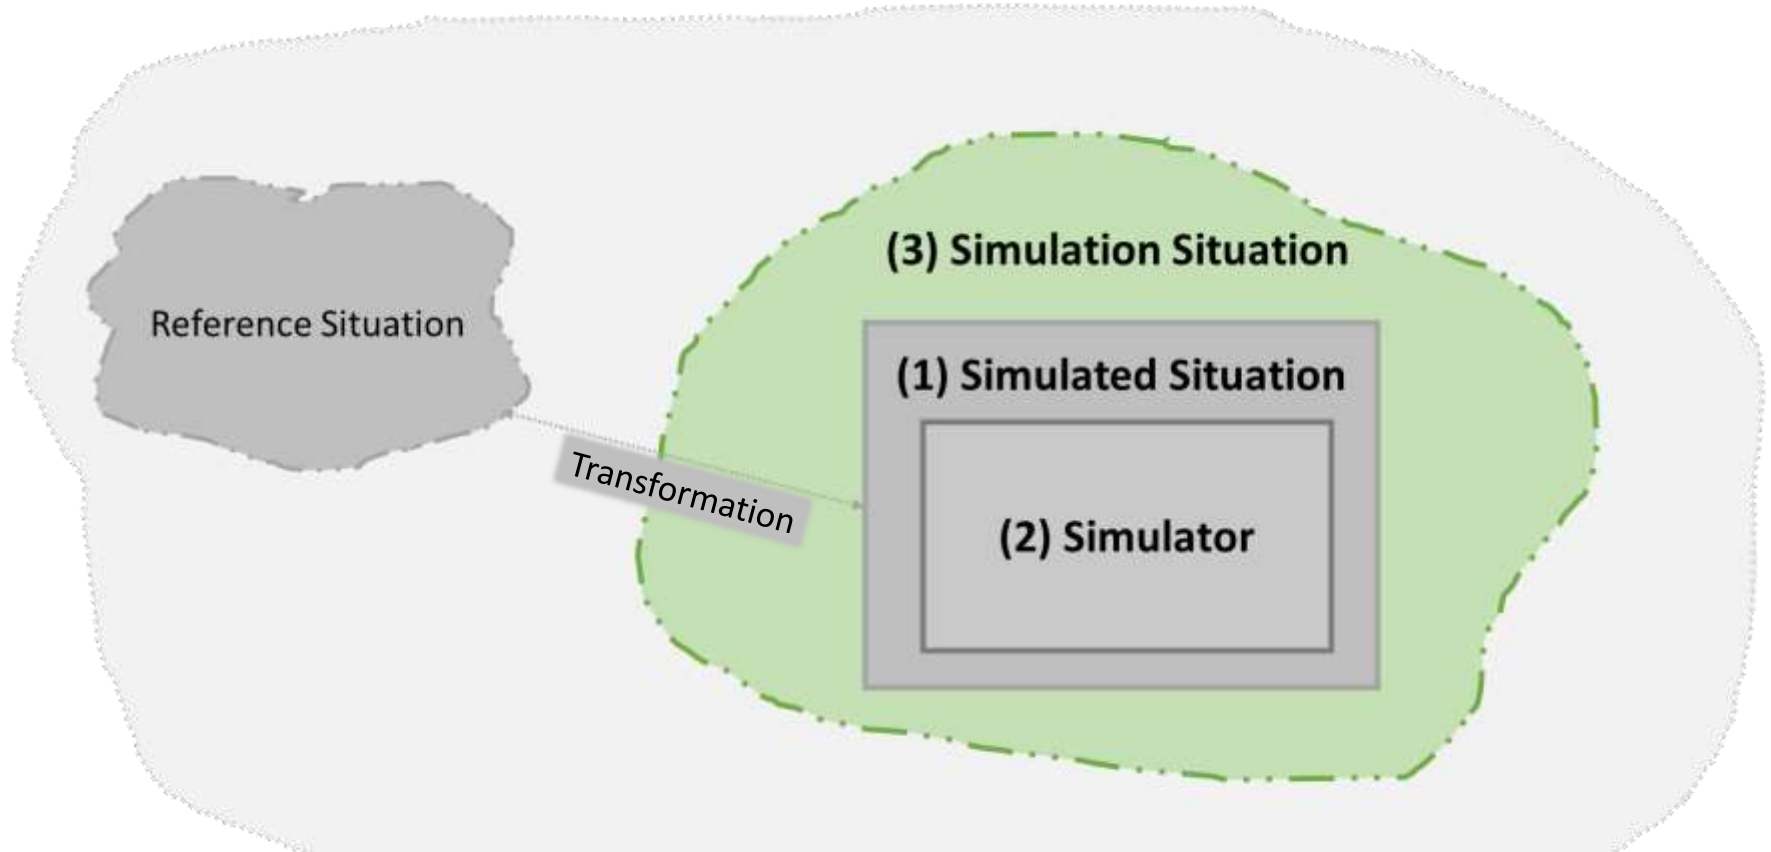 (3) Simulation Situation
Reference Situation
(1) Simulated Situation
Transformation
(2) Simulator